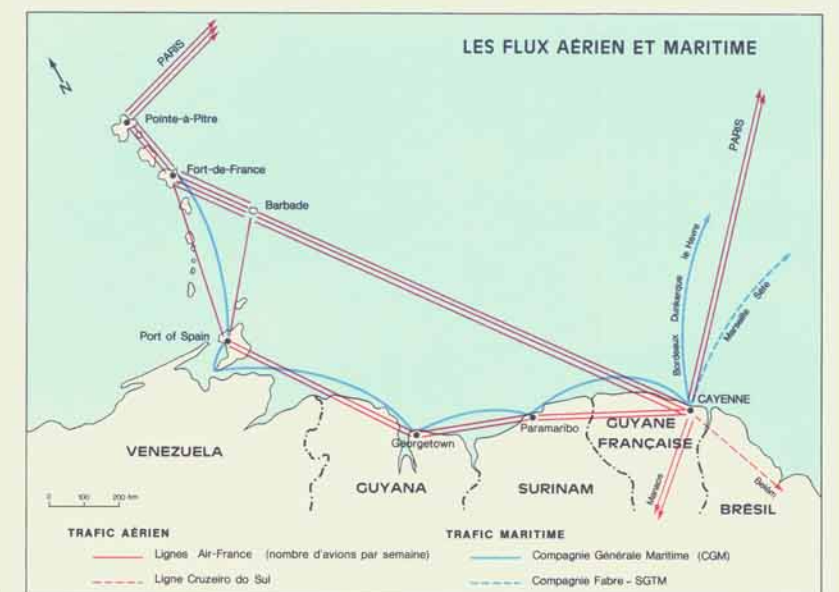 LES FLUX AÉRIEN ET MARITIME
PARIS
N
Pointe-à-Pitre
Fort-de-France
Barbade
PARIS
Bordeaux Dunkerque le Havre
Marseille Sète
Port of Spain
CAYENNE
Georgetown
Paramaribo
GUYANE
FRANÇAISE
VENEZUELA
GUYANA
SURINAM
Manaos
Belém
BRÉSIL
0 100 200 km
TRAFIC AÉRIEN
Lignes Air-France (nombre d'avions par semaine)
Ligne Cruzeiro do Sul
TRAFIC MARITIME
Compagnie Générale Maritime (CGM)
Compagnie Fabre - SGTM